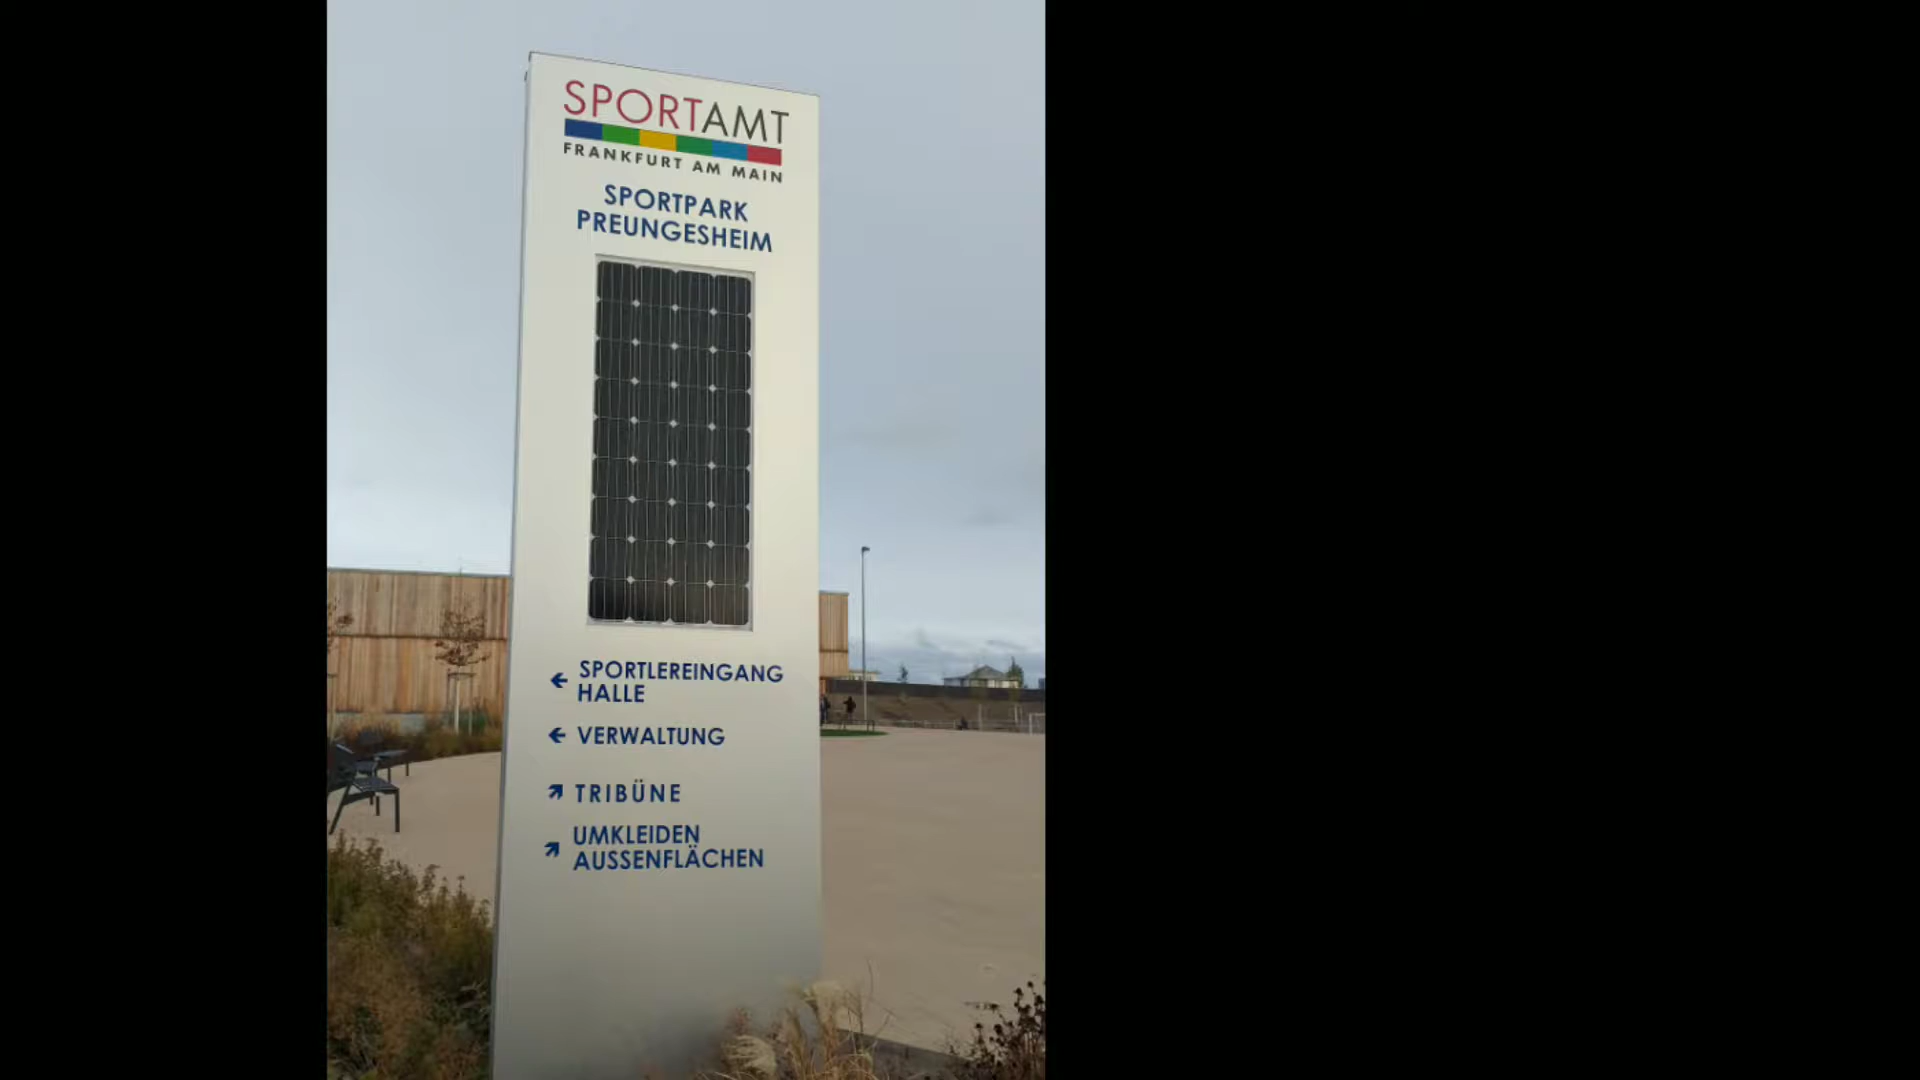 SPORTAMT
FRANKFURT AM MAIN
SPORTPARK
PREUNGESHEIM
← SPORTLEREINGANG
HALLE
← VERWALTUNG
↗ TRIBÜNE
↗ UMKLEIDEN
AUSSENFLÄCHEN